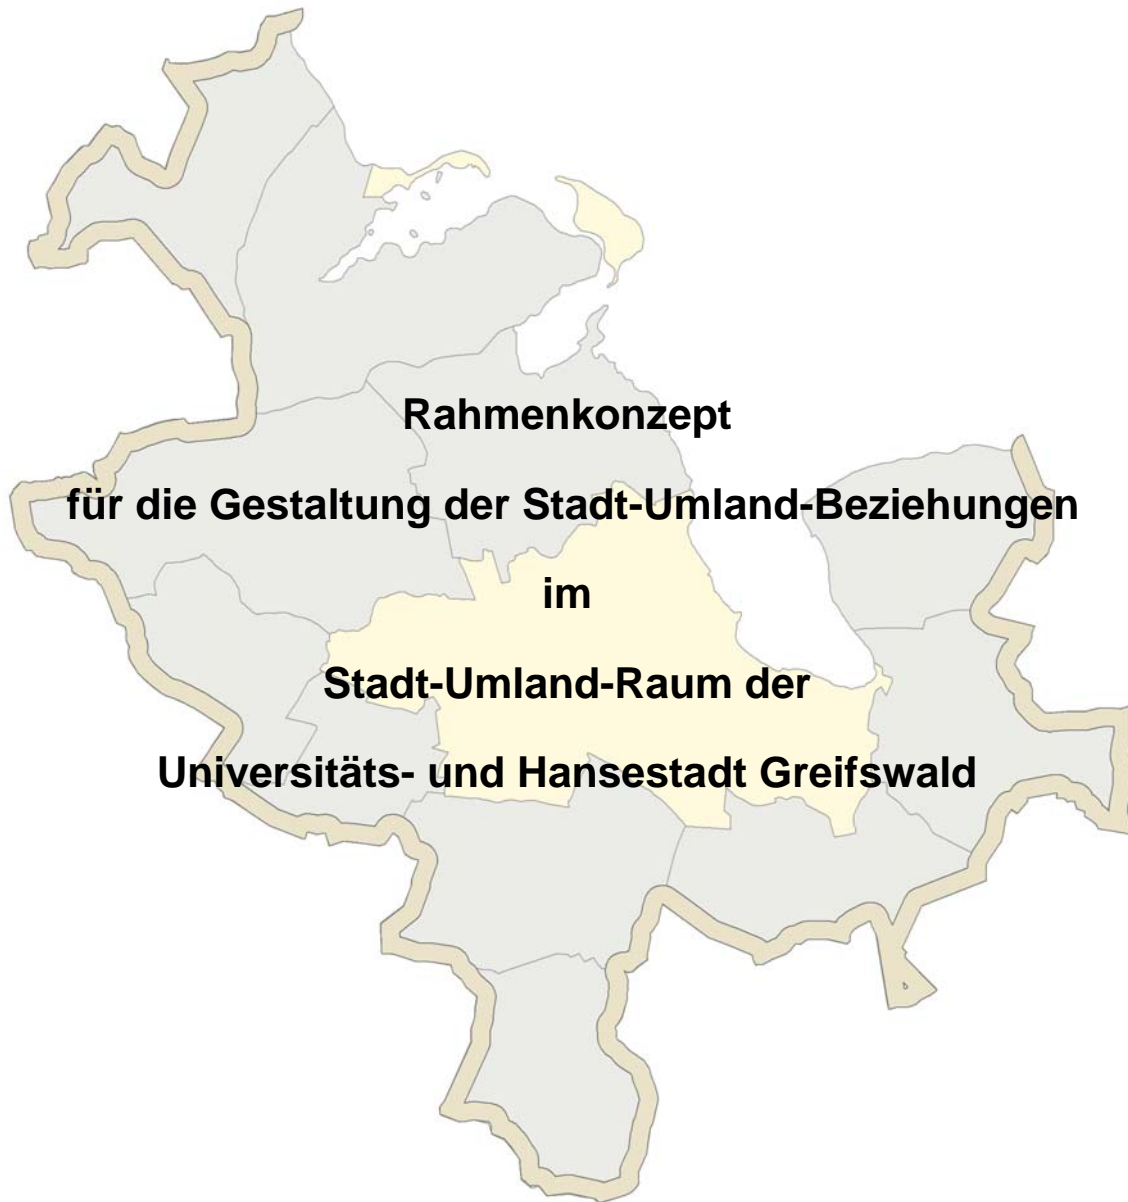 Rahmenkonzept
für die Gestaltung der Stadt-Umland-Beziehungen
im
Stadt-Umland-Raum der
Universitäts- und Hansestadt Greifswald